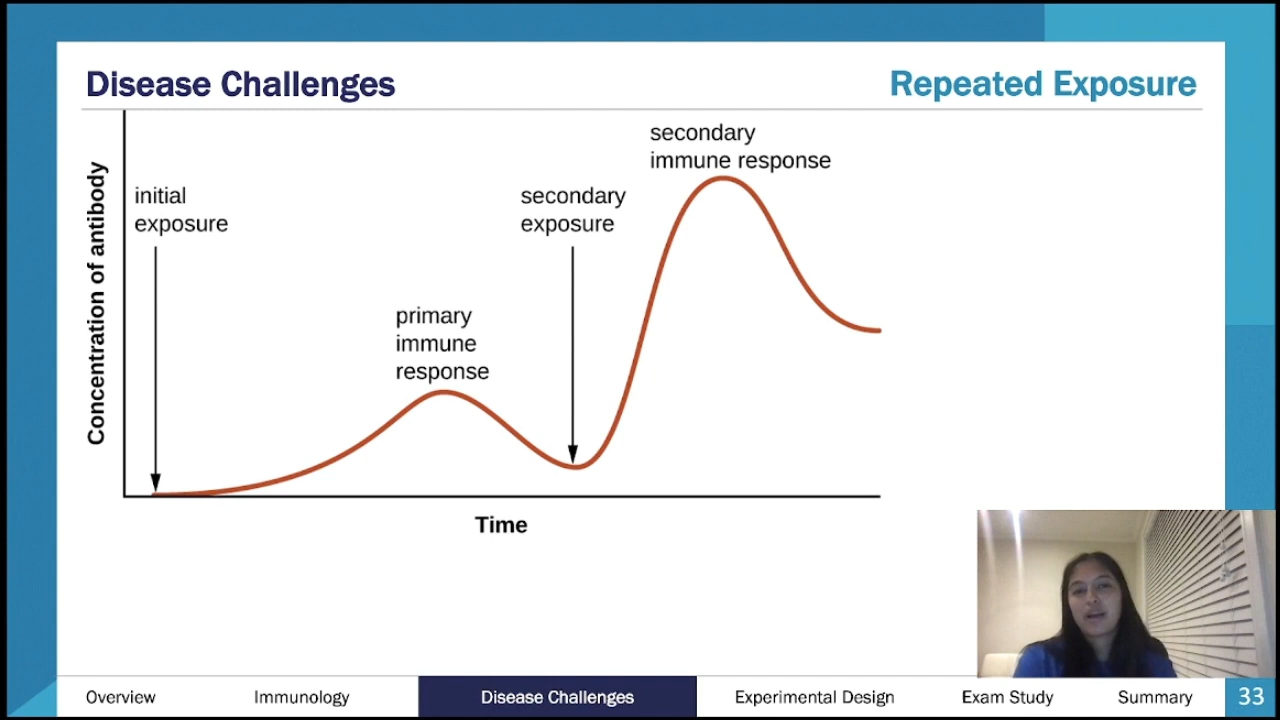 Disease Challenges
Repeated Exposure
secondary
immune response
initial
exposure
secondary
exposure
primary
immune
response
Concentration of antibody
Time
Overview
Immunology
Disease Challenges
Experimental Design
Exam Study
Summary
33